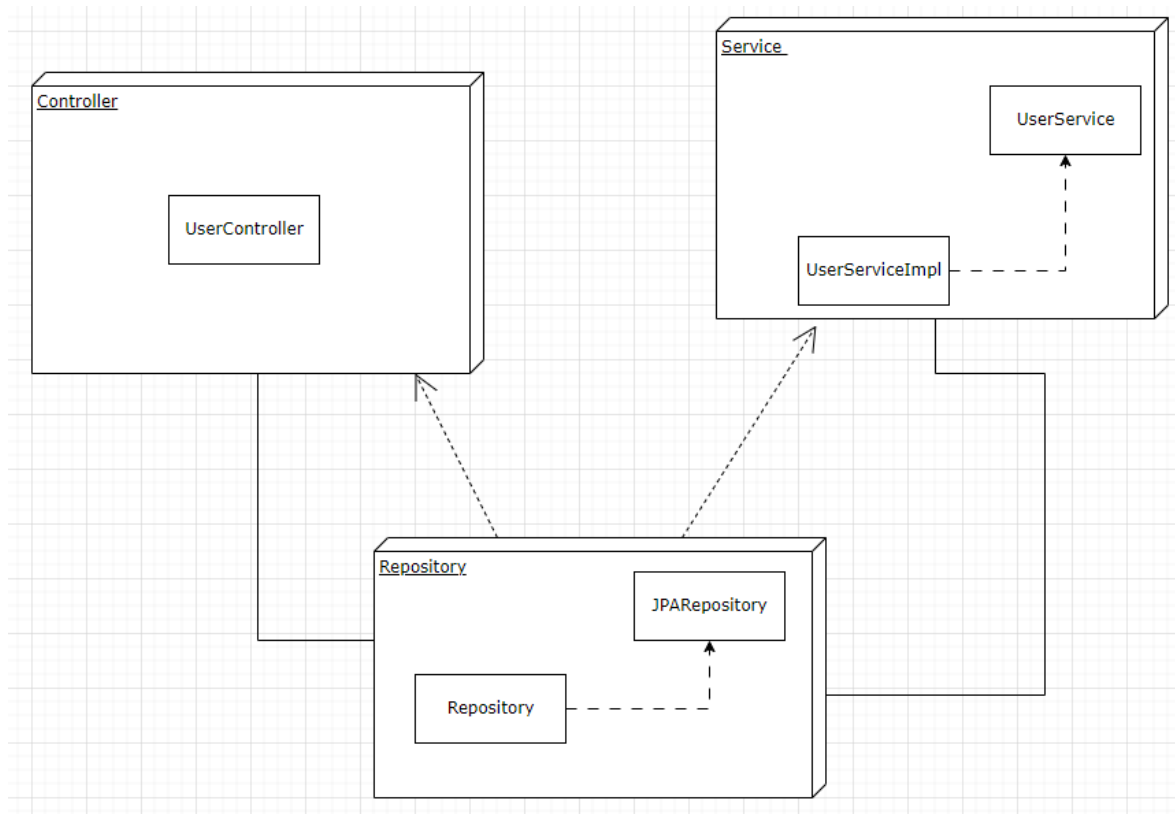 Controller
UserController
Service
UserService
UserServiceImpl
Repository
JPARepository
Repository